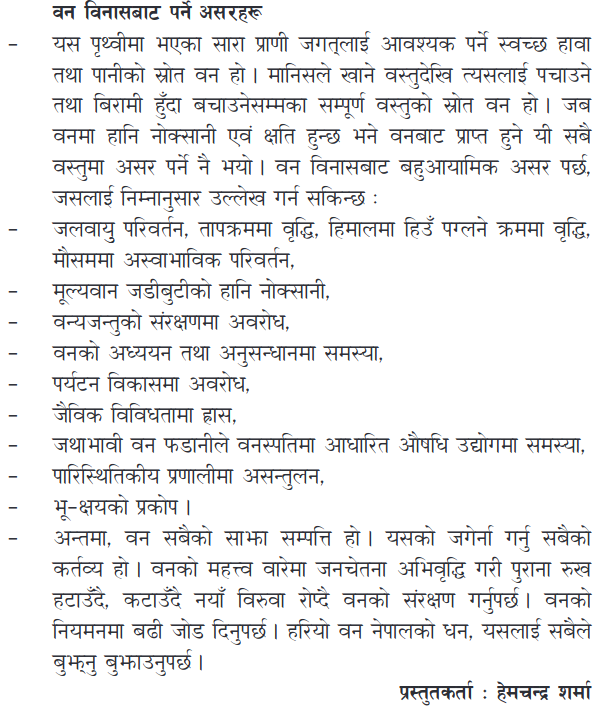 वन विनासबाट पर्ने असरहरू
– यस पृथ्वीमा भएका सारा प्राणी जगत्‌लाई आवश्यक पर्ने स्वच्छ हावा
तथा पानीको स्रोत वन हो । मानिसले खाने वस्तुदेखि त्यसलाई पचाउने
तथा बिरामी हुँदा बचाउनेसम्मका सम्पूर्ण वस्तुको स्रोत वन हो । जब
वनमा हानि नोक्सानी एवं क्षति हुन्छ भने वनबाट प्राप्त हुने यी सबै
वस्तुमा असर पर्ने नै भयो । वन विनासबाट बहुआयामिक असर पर्छ,
जसलाई निम्नानुसार उल्लेख गर्न सकिन्छ :
– जलवायु परिवर्तन, तापक्रममा वृद्धि, हिमालमा हिउँ पग्लने क्रममा वृद्धि,
मौसममा अस्वाभाविक परिवर्तन,
– मूल्यवान जडीबुटीको हानि नोक्सानी,
– वन्यजन्तुको संरक्षणमा अवरोध,
– वनको अध्ययन तथा अनुसन्धानमा समस्या,
– पर्यटन विकासमा अवरोध,
– जैविक विविधतामा ह्रास,
– जथाभावी वन फडानीले वनस्पतिमा आधारित औषधि उद्योगमा समस्या,
– पारिस्थितिकीय प्रणालीमा असन्तुलन,
– भू-क्षयको प्रकोप ।
– अन्तमा, वन सबैको साझा सम्पत्ति हो । यसको जगेर्ना गर्नु सबैको
कर्तव्य हो । वनको महत्त्व वारेमा जनचेतना अभिवृद्धि गरी पुराना रुख
हटाउँदै, कटाउँदै नयाँ विरुवा रोप्दै वनको संरक्षण गर्नुपर्छ । वनको
नियमनमा बढी जोड दिनुपर्छ । हरियो वन नेपालको धन, यसलाई सबैले
बुझ्नु बुझाउनुपर्छ ।
प्रस्तुतकर्ता : हेमचन्द्र शर्मा